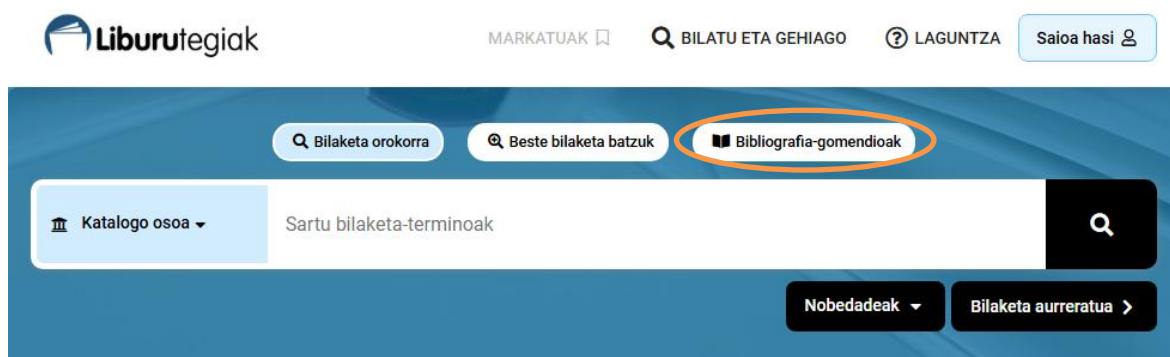 Liburutegiak MARKATUAK BILATU ETA GEHIAGO LAGUNTZA Saioa hasi
Bilaketa orokorra Beste bilaketa batzuk Bibliografia-gomendioak
Katalogo osoa Sartu bilaketa-terminoak
Nobedadeak Bilaketa aurreratua